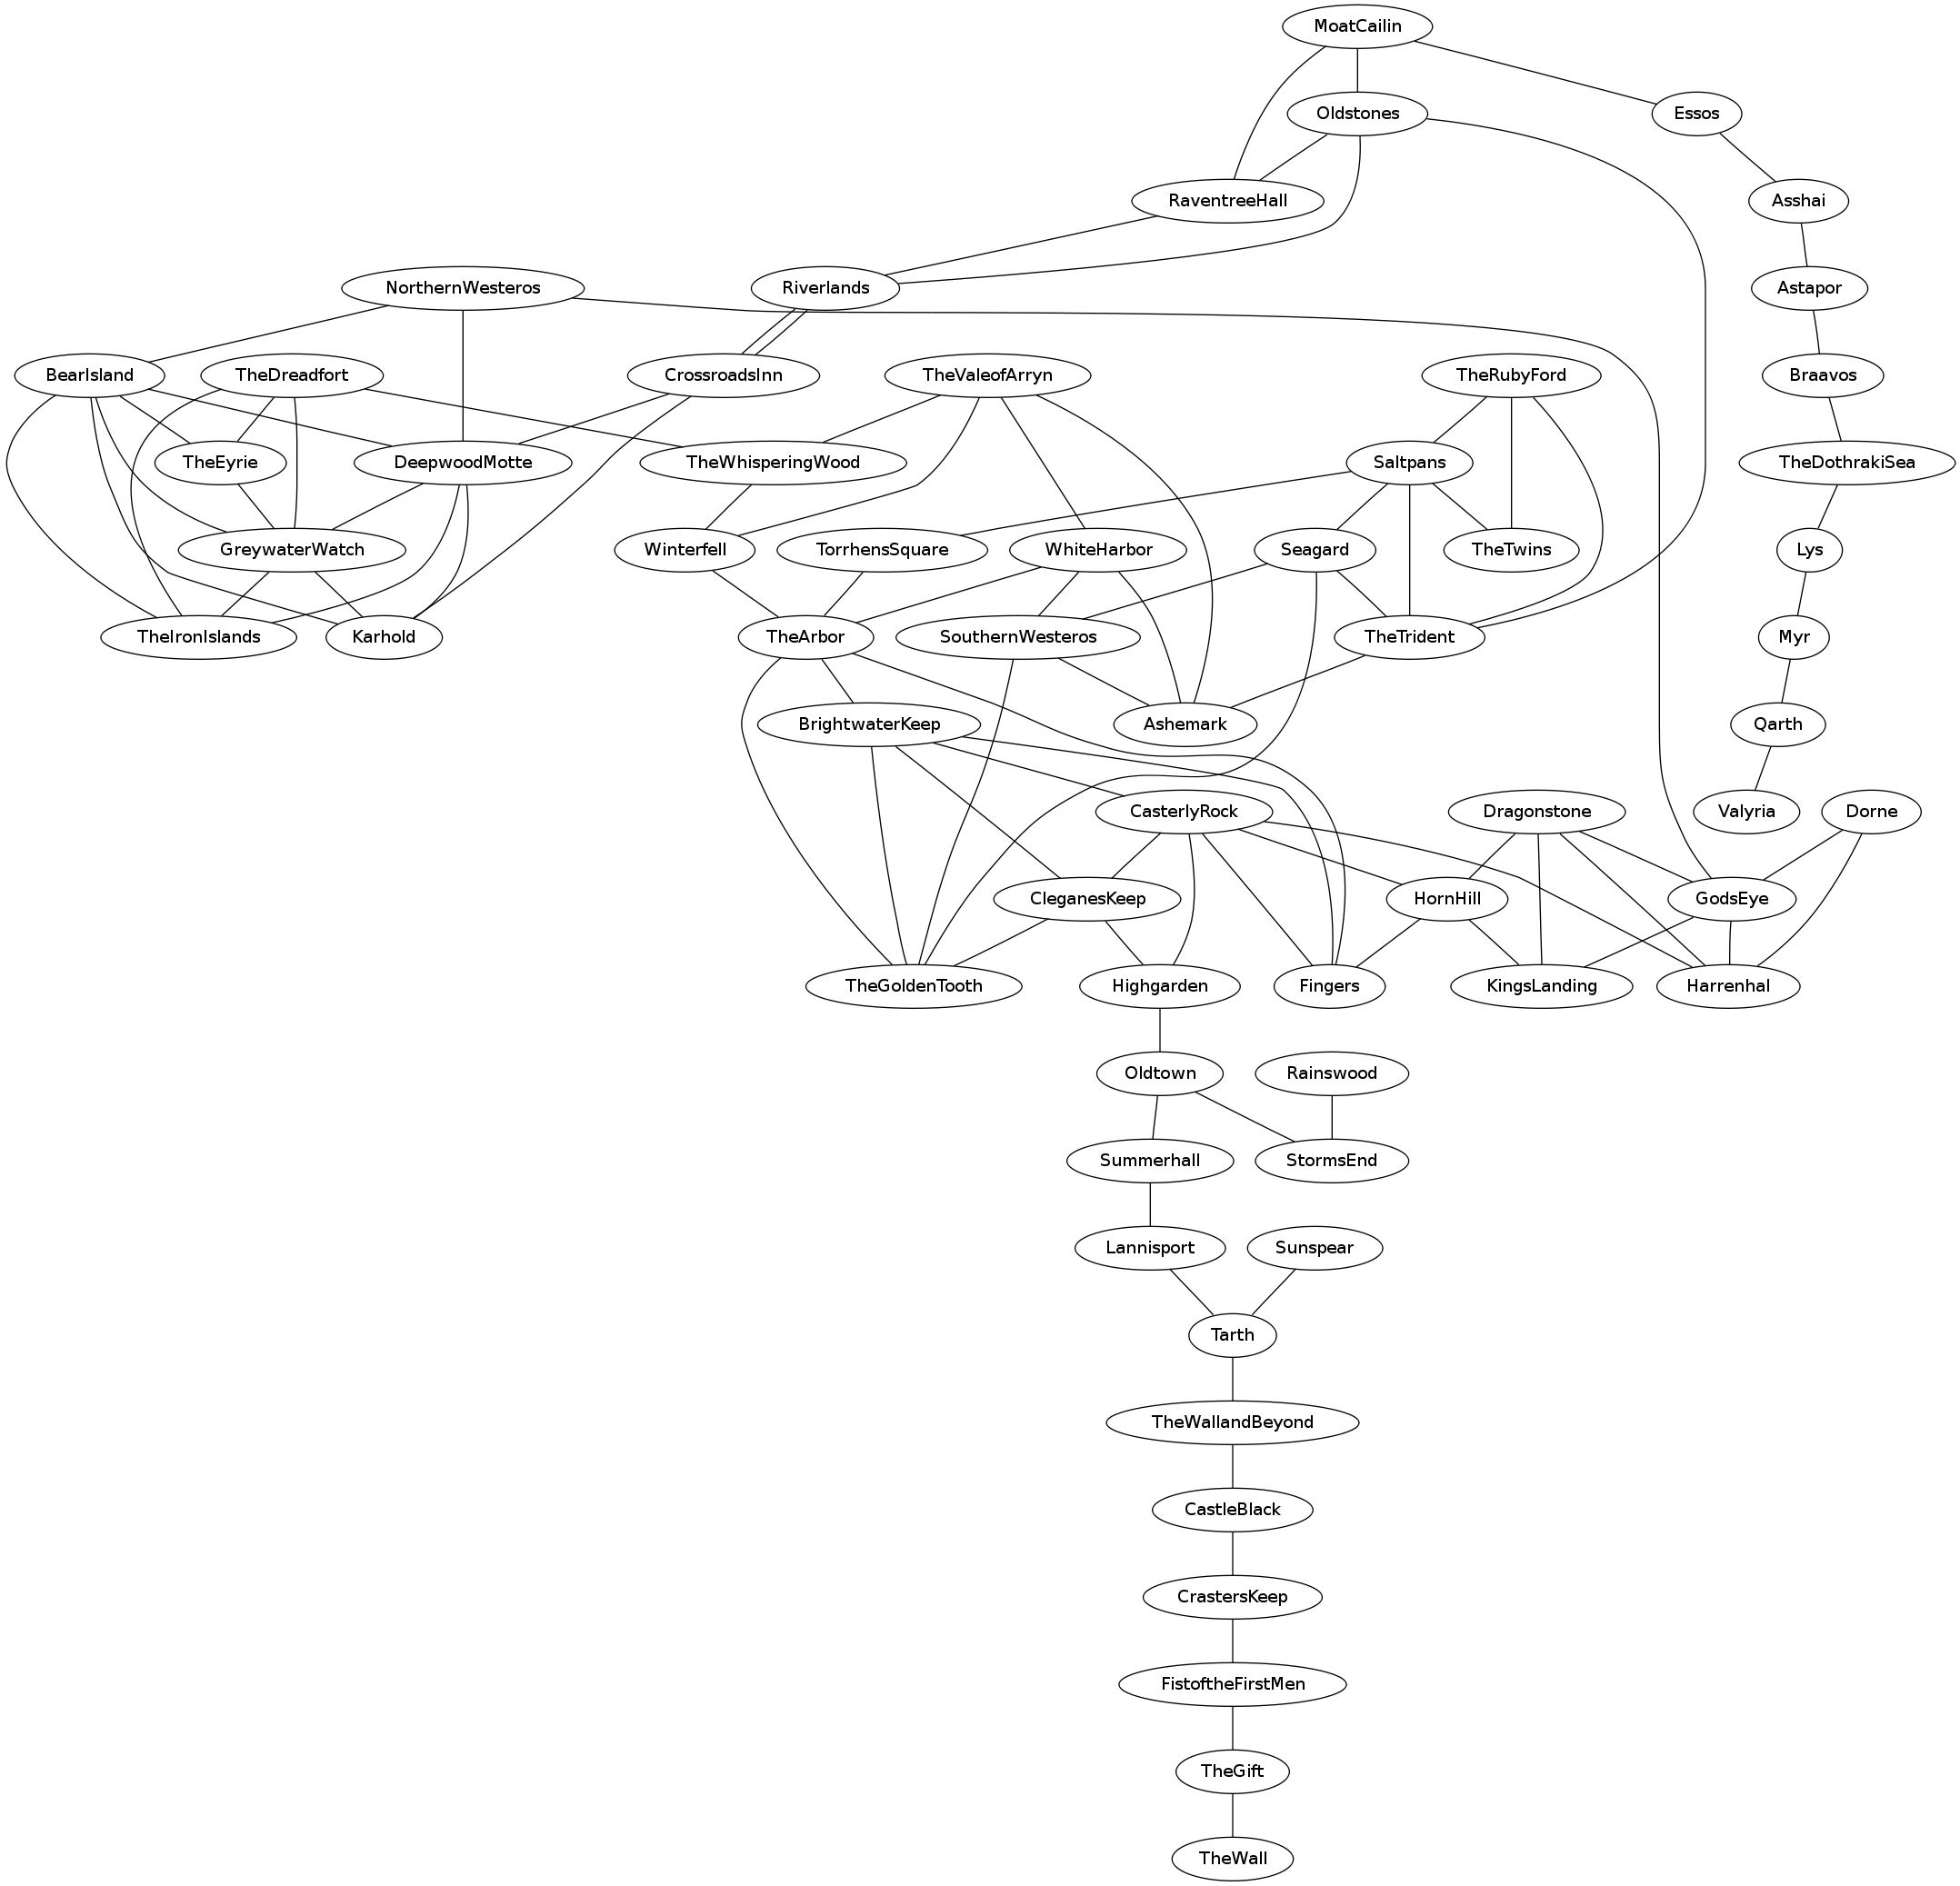 MoatCailin
Oldstones
Essos
RaventreeHall
Asshai
NorthernWesteros
Riverlands
Astapor
BearIsland
TheDreadfort
CrossroadsInn
TheValeofArryn
TheRubyFord
Braavos
TheEyrie
DeepwoodMotte
TheWhisperingWood
Saltpans
TheDothrakiSea
GreywaterWatch
Winterfell
TorrhensSquare
WhiteHarbor
Seagard
TheTwins
Lys
TheIronIslands
Karhold
TheArbor
SouthernWesteros
TheTrident
Myr
BrightwaterKeep
Ashemark
Qarth
CasterlyRock
Dragonstone
Valyria
Dorne
CleganesKeep
HornHill
GodsEye
TheGoldenTooth
Highgarden
Fingers
KingsLanding
Harrenhal
Oldtown
Rainswood
Summerhall
StormsEnd
Lannisport
Sunspear
Tarth
TheWallandBeyond
CastleBlack
CrastersKeep
FistoftheFirstMen
TheGift
TheWall